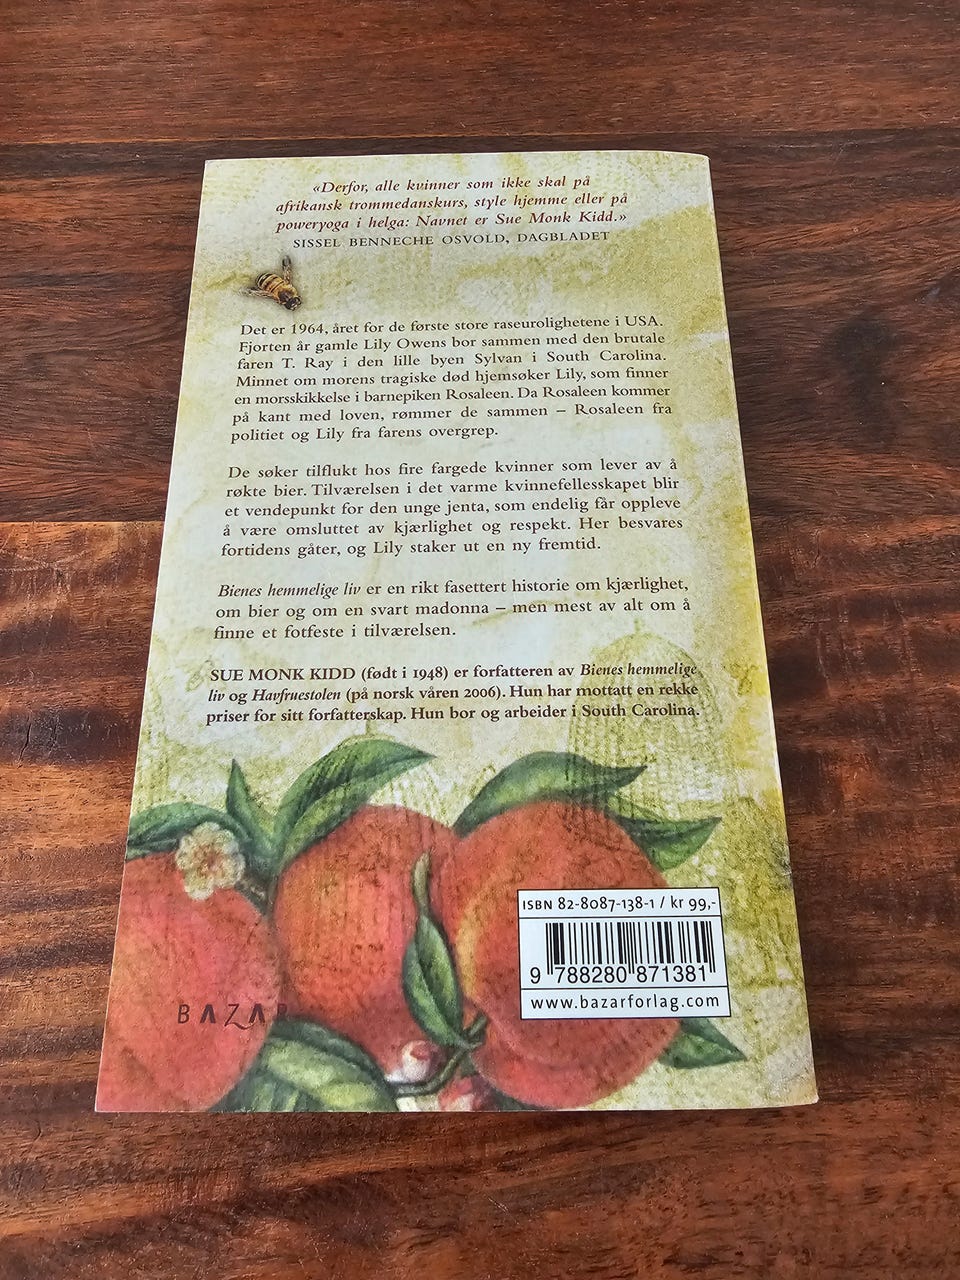 «Derfor, alle kvinner som ikke skal på
afrikansk trommedanskurs, style hjemme eller på
poweryoga i helga: Navnet er Sue Monk Kidd.»
SISSEL BENNECHE OSVOLD, DAGBLADET
Det er 1964, året for de første store raseurolighetene i USA.
Fjorten år gamle Lily Owens bor sammen med den brutale
faren T. Ray i den lille byen Sylvan i South Carolina.
Minnet om morens tragiske død hjemsøker Lily, som finner
en morsskikkelse i barnepiken Rosaleen. Da Rosaleen kommer
på kant med loven, rømmer de sammen – Rosaleen fra
politiet og Lily fra farens overgrep.
De søker tilflukt hos fire fargede kvinner som lever av å
røkte bier. Tilværelsen i det varme kvinnefellesskapet blir
et vendepunkt for den unge jenta, som endelig får oppleve
å være omsluttet av kjærlighet og respekt. Her besvares
fortidens gåter, og Lily staker ut en ny fremtid.
Bienes hemmelige liv er en rikt fasettert historie om kjærlighet,
om bier og om en svart madonna – men mest av alt om å
finne et fotfeste i tilværelsen.
SUE MONK KIDD (født i 1948) er forfatteren av Bienes hemmelige
liv og Havfruestolen (på norsk våren 2006). Hun har mottatt en rekke
priser for sitt forfatterskap. Hun bor og arbeider i South Carolina.
ISBN 82-8087-138-1 / kr 99,-
9 788280 871381
www.bazarforlag.com
BAZAR